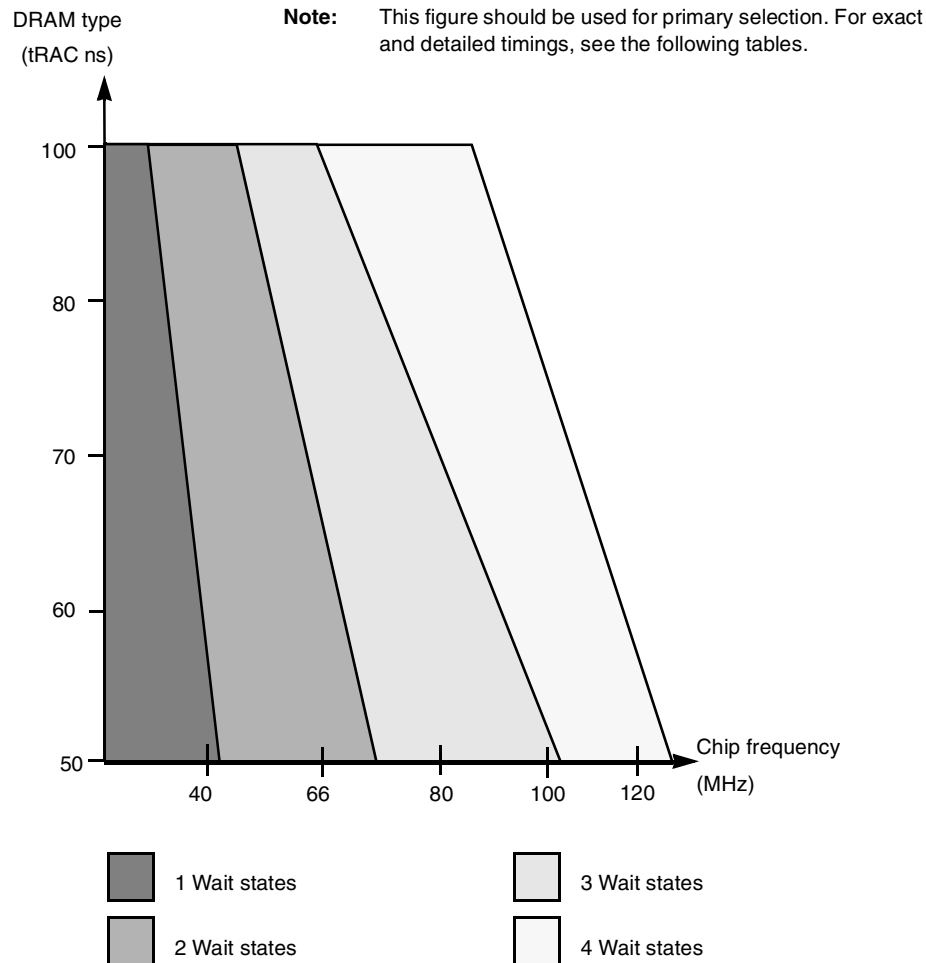 DRAM type
(tRAC ns)
Note: This figure should be used for primary selection. For exact
and detailed timings, see the following tables.
100
80
70
60
50
40 66 80 100 120
Chip frequency
(MHz)
1 Wait states
3 Wait states
2 Wait states
4 Wait states